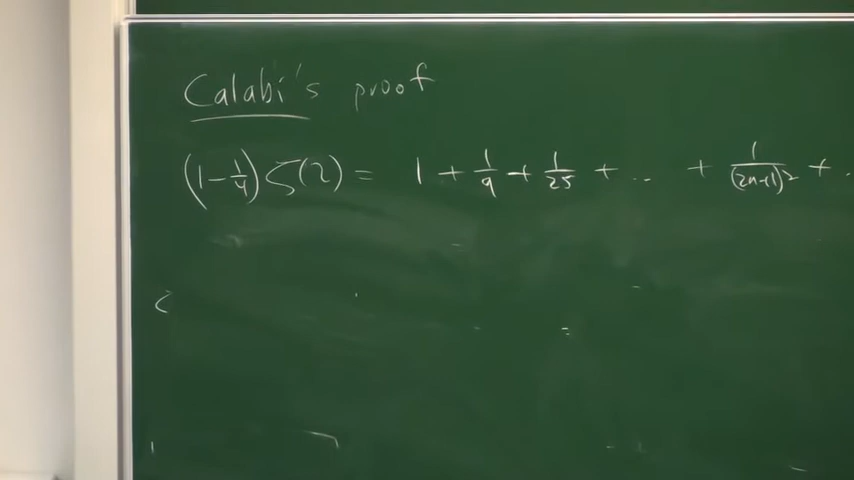 Calabi's proof
(1 - 1/4) ζ(2) = 1 + 1/9 + 1/25 + ... + 1/(2n+1)² + .